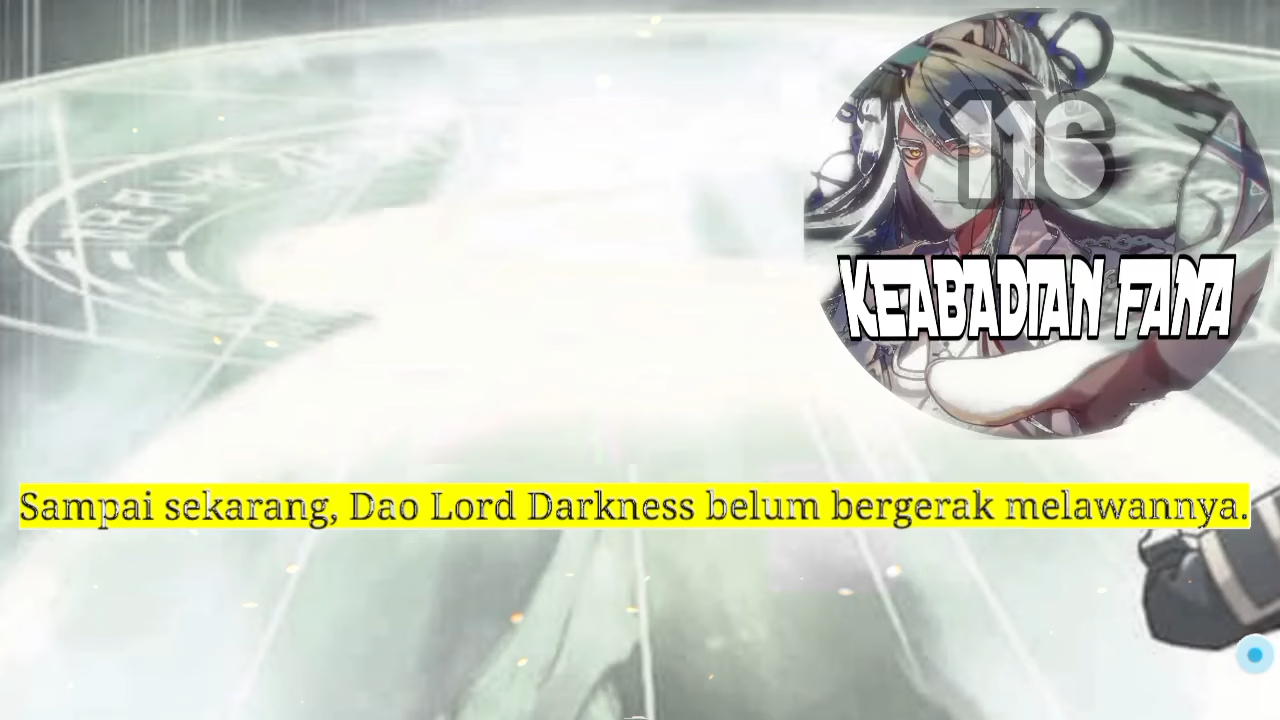 116
KEABADIAN FANA
Sampai sekarang, Dao Lord Darkness belum bergerak melawannya.